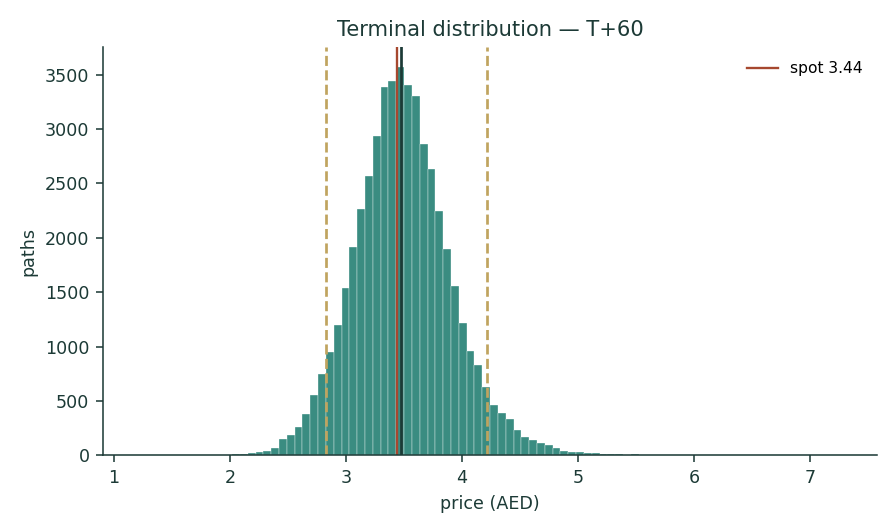 Terminal distribution — T+60
spot 3.44
3500
3000
2500
2000
1500
1000
500
0
paths
1 2 3 4 5 6 7
price (AED)